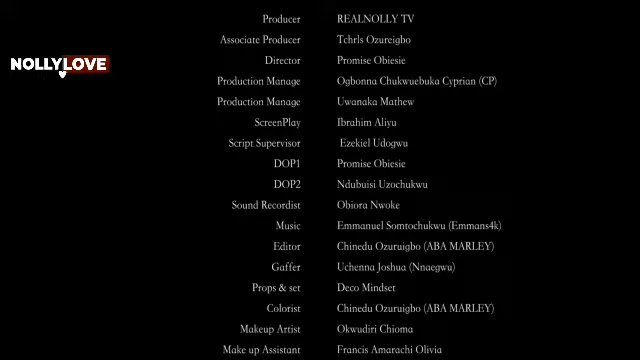 NOLLYLOVE
Producer REALNOLLY TV
Associate Producer Tchrls Ozureigbo
Director Promise Obiesie
Production Manage Ogbonna Chukwuebuka Cyprian (CP)
Production Manage Uwanaka Mathew
ScreenPlay Ibrahim Aliyu
Script Supervisor Ezekiel Udogwu
DOP1 Promise Obiesie
DOP2 Ndubuisi Uzochukwu
Sound Recordist Obiora Nwoke
Music Emmanuel Somtochukwu (Emmans4k)
Editor Chinedu Ozuruigbo (ABA MARLEY)
Gaffer Uchenna Joshua (Nnaegwu)
Props & set Deco Mindset
Colorist Chinedu Ozuruigbo (ABA MARLEY)
Makeup Artist Okwudiri Chioma
Make up Assistant Francis Amarachi Olivia